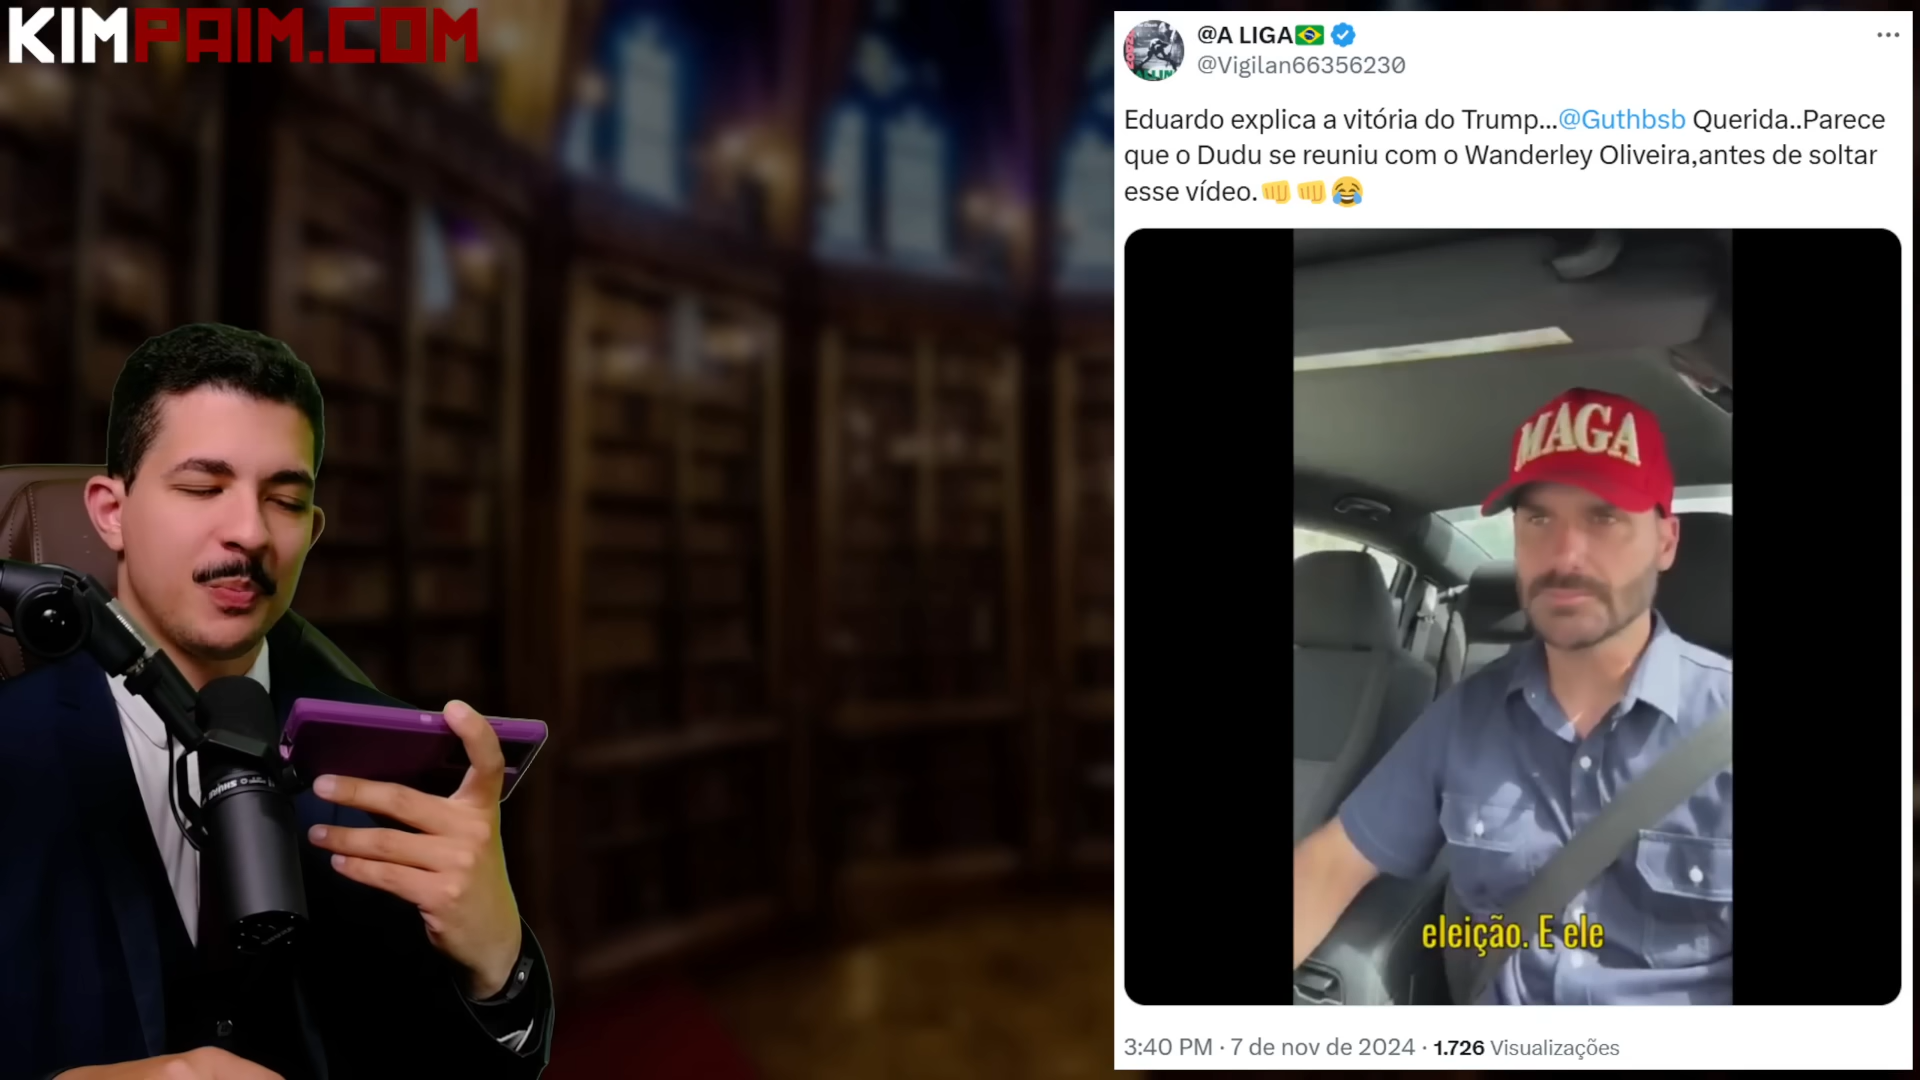 KIMPAIM.COM
@A LIGA🇧🇷
@Vigilan66356230
Eduardo explica a vitória do Trump...@Guthbsb Querida..Parece
que o Dudu se reuniu com o Wanderley Oliveira,antes de soltar
esse vídeo.👊👊😂
MAGA
eleição. E ele
SHURE
3:40 PM · 7 de nov de 2024 · 1.726 Visualizações